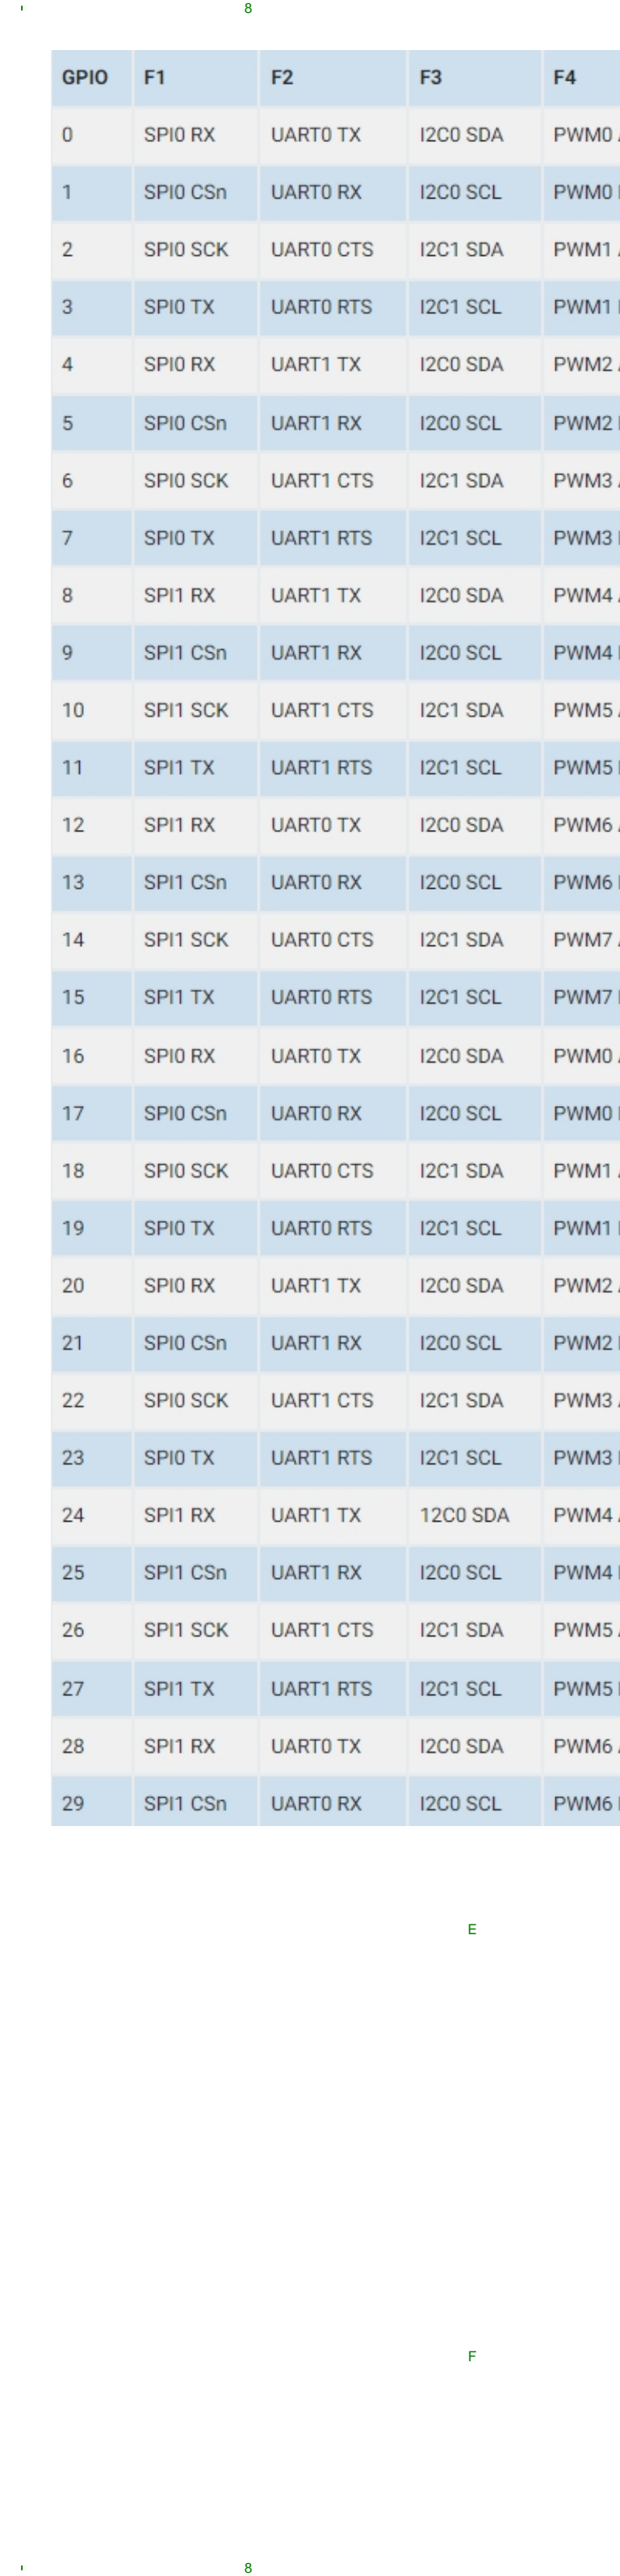 8
GPIO F1 F2 F3 F4
0 SPI0 RX UART0 TX I2C0 SDA PWM0
1 SPI0 CSn UART0 RX I2C0 SCL PWM0
2 SPI0 SCK UART0 CTS I2C1 SDA PWM1
3 SPI0 TX UART0 RTS I2C1 SCL PWM1
4 SPI0 RX UART1 TX I2C0 SDA PWM2
5 SPI0 CSn UART1 RX I2C0 SCL PWM2
6 SPI0 SCK UART1 CTS I2C1 SDA PWM3
7 SPI0 TX UART1 RTS I2C1 SCL PWM3
8 SPI1 RX UART1 TX I2C0 SDA PWM4
9 SPI1 CSn UART1 RX I2C0 SCL PWM4
10 SPI1 SCK UART1 CTS I2C1 SDA PWM5
11 SPI1 TX UART1 RTS I2C1 SCL PWM5
12 SPI1 RX UART0 TX I2C0 SDA PWM6
13 SPI1 CSn UART0 RX I2C0 SCL PWM6
14 SPI1 SCK UART0 CTS I2C1 SDA PWM7
15 SPI1 TX UART0 RTS I2C1 SCL PWM7
16 SPI0 RX UART0 TX I2C0 SDA PWM0
17 SPI0 CSn UART0 RX I2C0 SCL PWM0
18 SPI0 SCK UART0 CTS I2C1 SDA PWM1
19 SPI0 TX UART0 RTS I2C1 SCL PWM1
20 SPI0 RX UART1 TX I2C0 SDA PWM2
21 SPI0 CSn UART1 RX I2C0 SCL PWM2
22 SPI0 SCK UART1 CTS I2C1 SDA PWM3
23 SPI0 TX UART1 RTS I2C1 SCL PWM3
24 SPI1 RX UART1 TX 12C0 SDA PWM4
25 SPI1 CSn UART1 RX I2C0 SCL PWM4
26 SPI1 SCK UART1 CTS I2C1 SDA PWM5
27 SPI1 TX UART1 RTS I2C1 SCL PWM5
28 SPI1 RX UART0 TX I2C0 SDA PWM6
29 SPI1 CSn UART0 RX I2C0 SCL PWM6
E
F
8